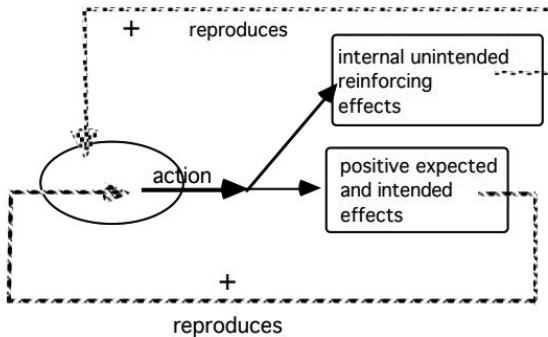 + reproduces
internal unintended
reinforcing
effects
action
positive expected
and intended
effects
+
reproduces